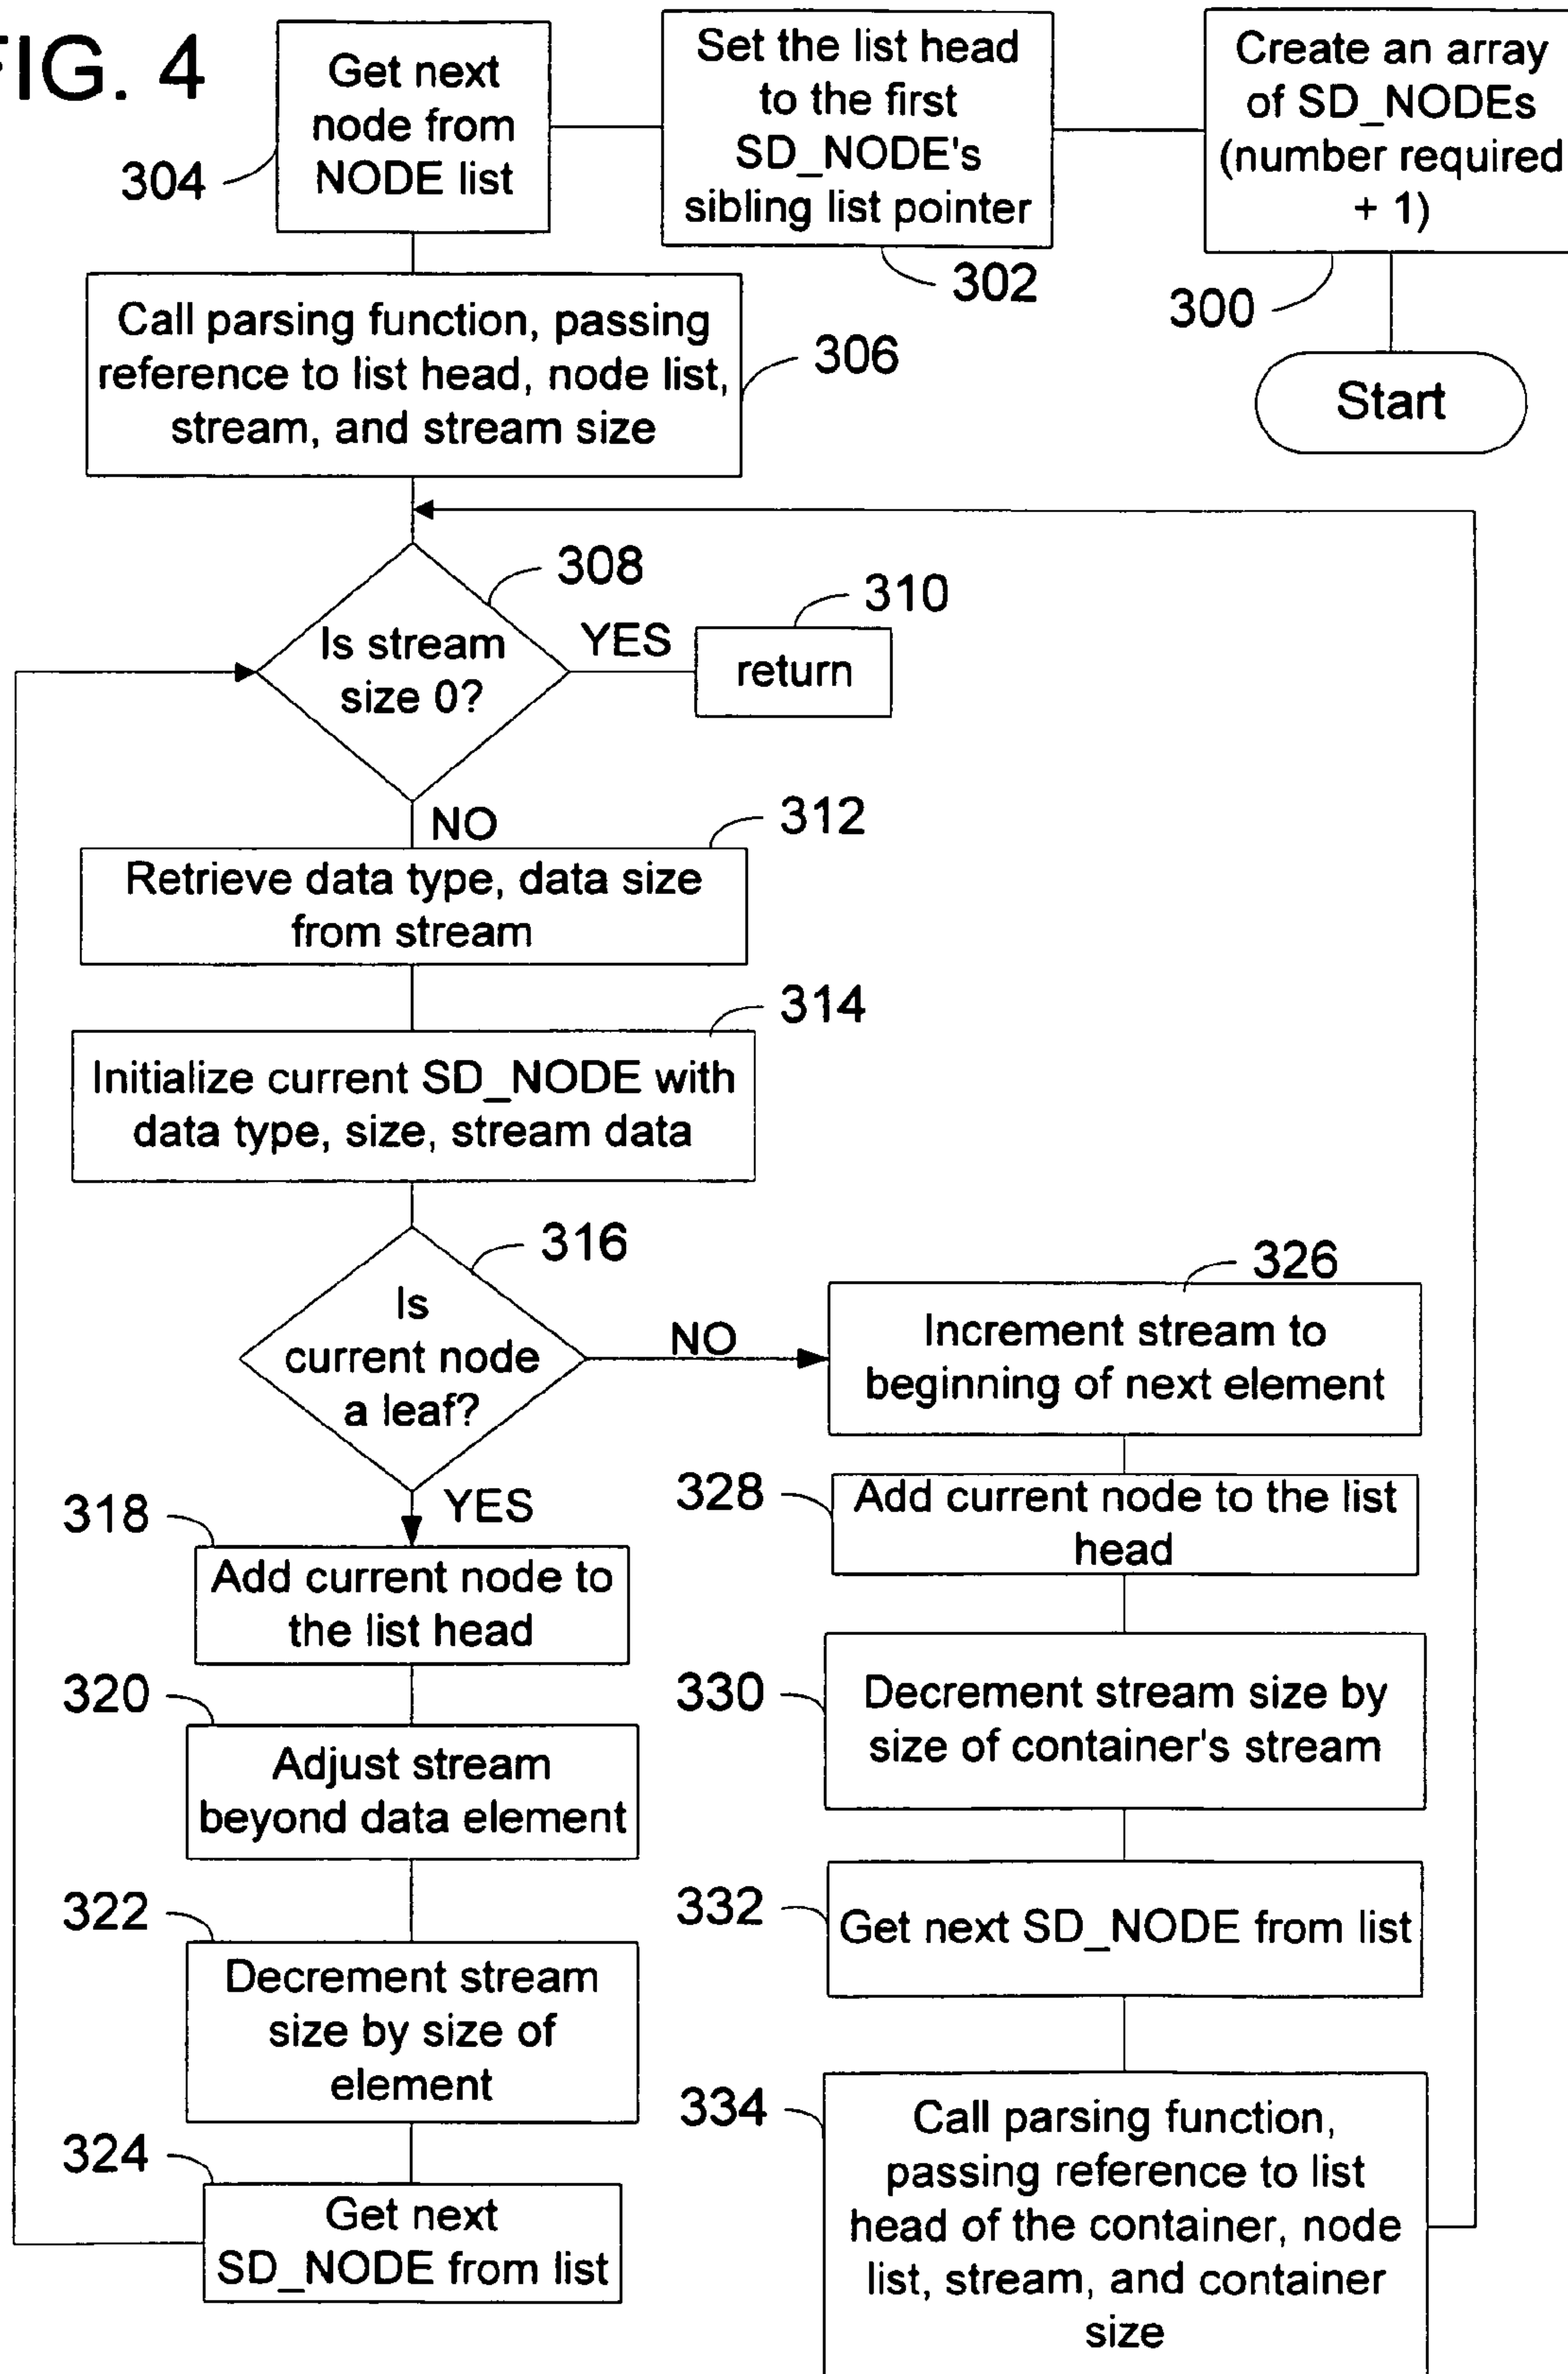 FIG. 4
Get next
node from
NODE list
304
Set the list head
to the first
SD_NODE's
sibling list pointer
302
Create an array
of SD_NODEs
(number required
+ 1)
300
Start
Call parsing function, passing
reference to list head, node list,
stream, and stream size
306
308
Is stream
size 0?
YES
310
return
NO
312
Retrieve data type, data size
from stream
314
Initialize current SD_NODE with
data type, size, stream data
316
Is
current node
a leaf?
NO
326
Increment stream to
beginning of next element
YES
318
Add current node to
the list head
328
Add current node to the list
head
320
Adjust stream
beyond data element
330
Decrement stream size by
size of container's stream
322
Decrement stream
size by size of
element
332
Get next SD_NODE from list
324
Get next
SD_NODE from list
334
Call parsing function,
passing reference to list
head of the container, node
list, stream, and container
size